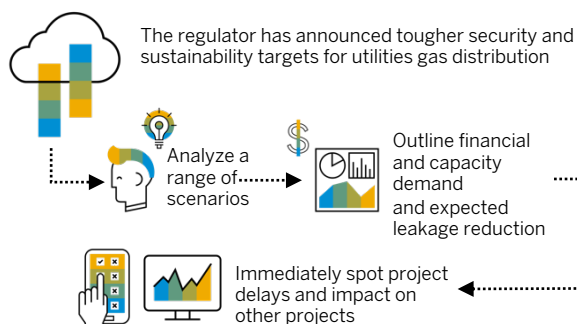 The regulator has announced tougher security and
sustainability targets for utilities gas distribution
Analyze a
range of
scenarios
$
Outline financial
and capacity
demand
and expected
leakage reduction
Immediately spot project
delays and impact on
other projects